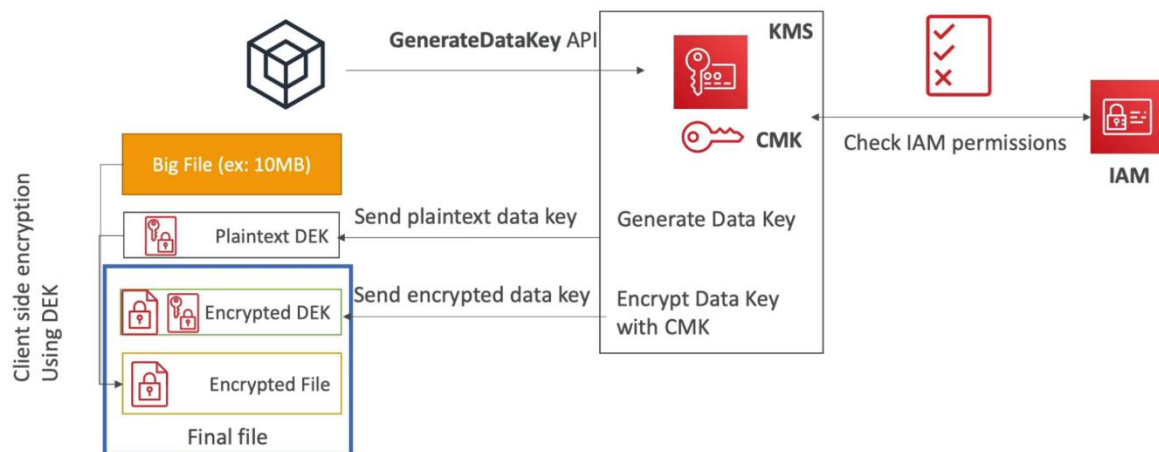 GenerateDataKey API
KMS
CMK
Check IAM permissions
IAM
Big File (ex: 10MB)
Client side encryption
Using DEK
Send plaintext data key
Generate Data Key
Plaintext DEK
Send encrypted data key
Encrypt Data Key
with CMK
Encrypted DEK
Encrypted File
Final file